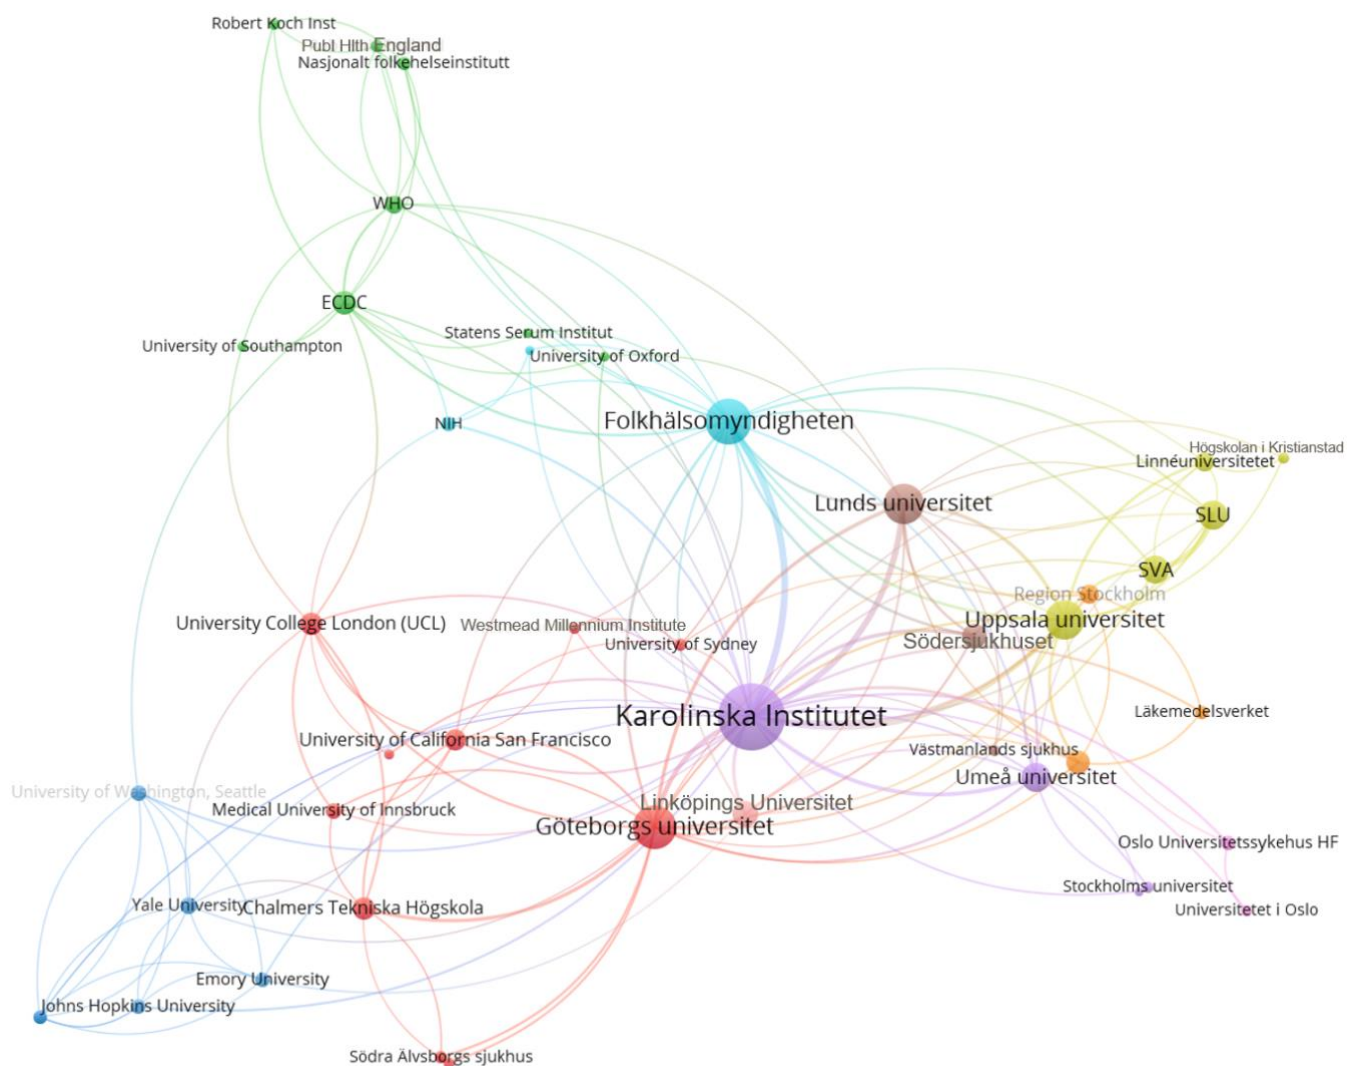 Robert Koch Inst
Publ Hlth England
Nasjonalt folkehelseinstitutt
WHO
ECDC
Statens Serum Institut
University of Southampton
University of Oxford
NIH
Folkhälsomyndigheten
Högskolan i Kristianstad
Linnéuniversitetet
Lunds universitet
SLU
SVA
Region Stockholm
Uppsala universitet
University College London (UCL)
Westmead Millennium Institute
University of Sydney
Södersjukhuset
Karolinska Institutet
Läkemedelsverket
University of California San Francisco
Västmanlands sjukhus
Umeå universitet
University of Washington, Seattle
Medical University of Innsbruck
Linköpings Universitet
Göteborgs universitet
Oslo Universitetssykehus HF
Stockholms universitet
Yale University
Chalmers Tekniska Högskola
Universitetet i Oslo
Emory University
Johns Hopkins University
Södra Älvsborgs sjukhus